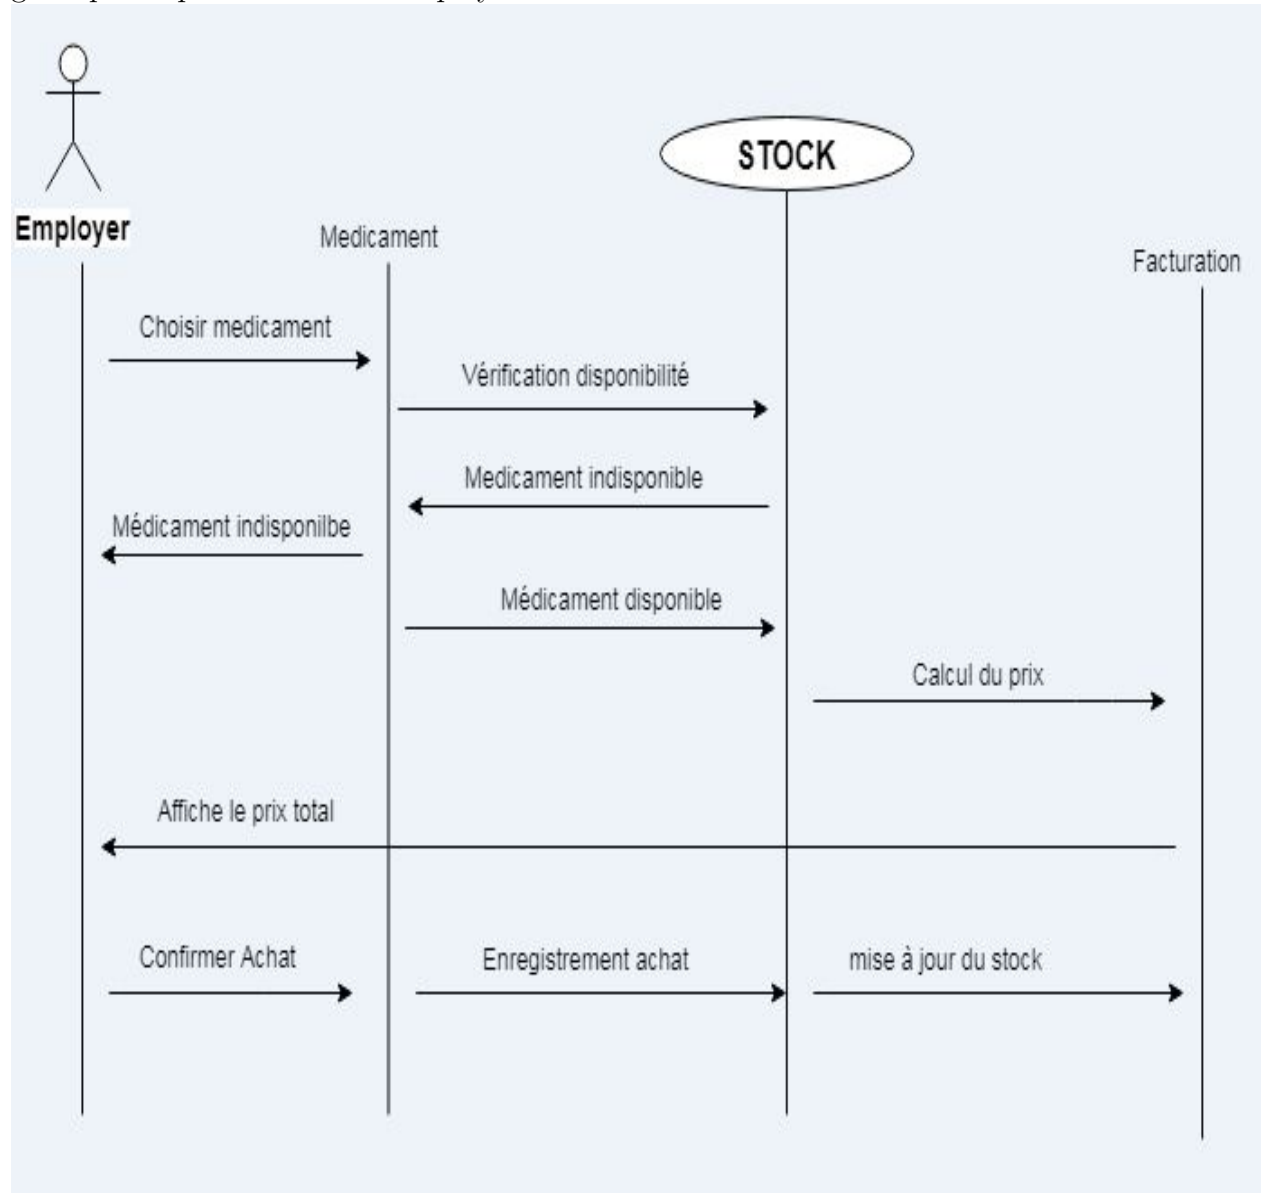 STOCK
Employer
Medicament
Facturation
Choisir medicament
Vérification disponibilité
Medicament indisponible
Médicament indisponilbe
Médicament disponible
Calcul du prix
Affiche le prix total
Confirmer Achat
Enregistrement achat
mise à jour du stock